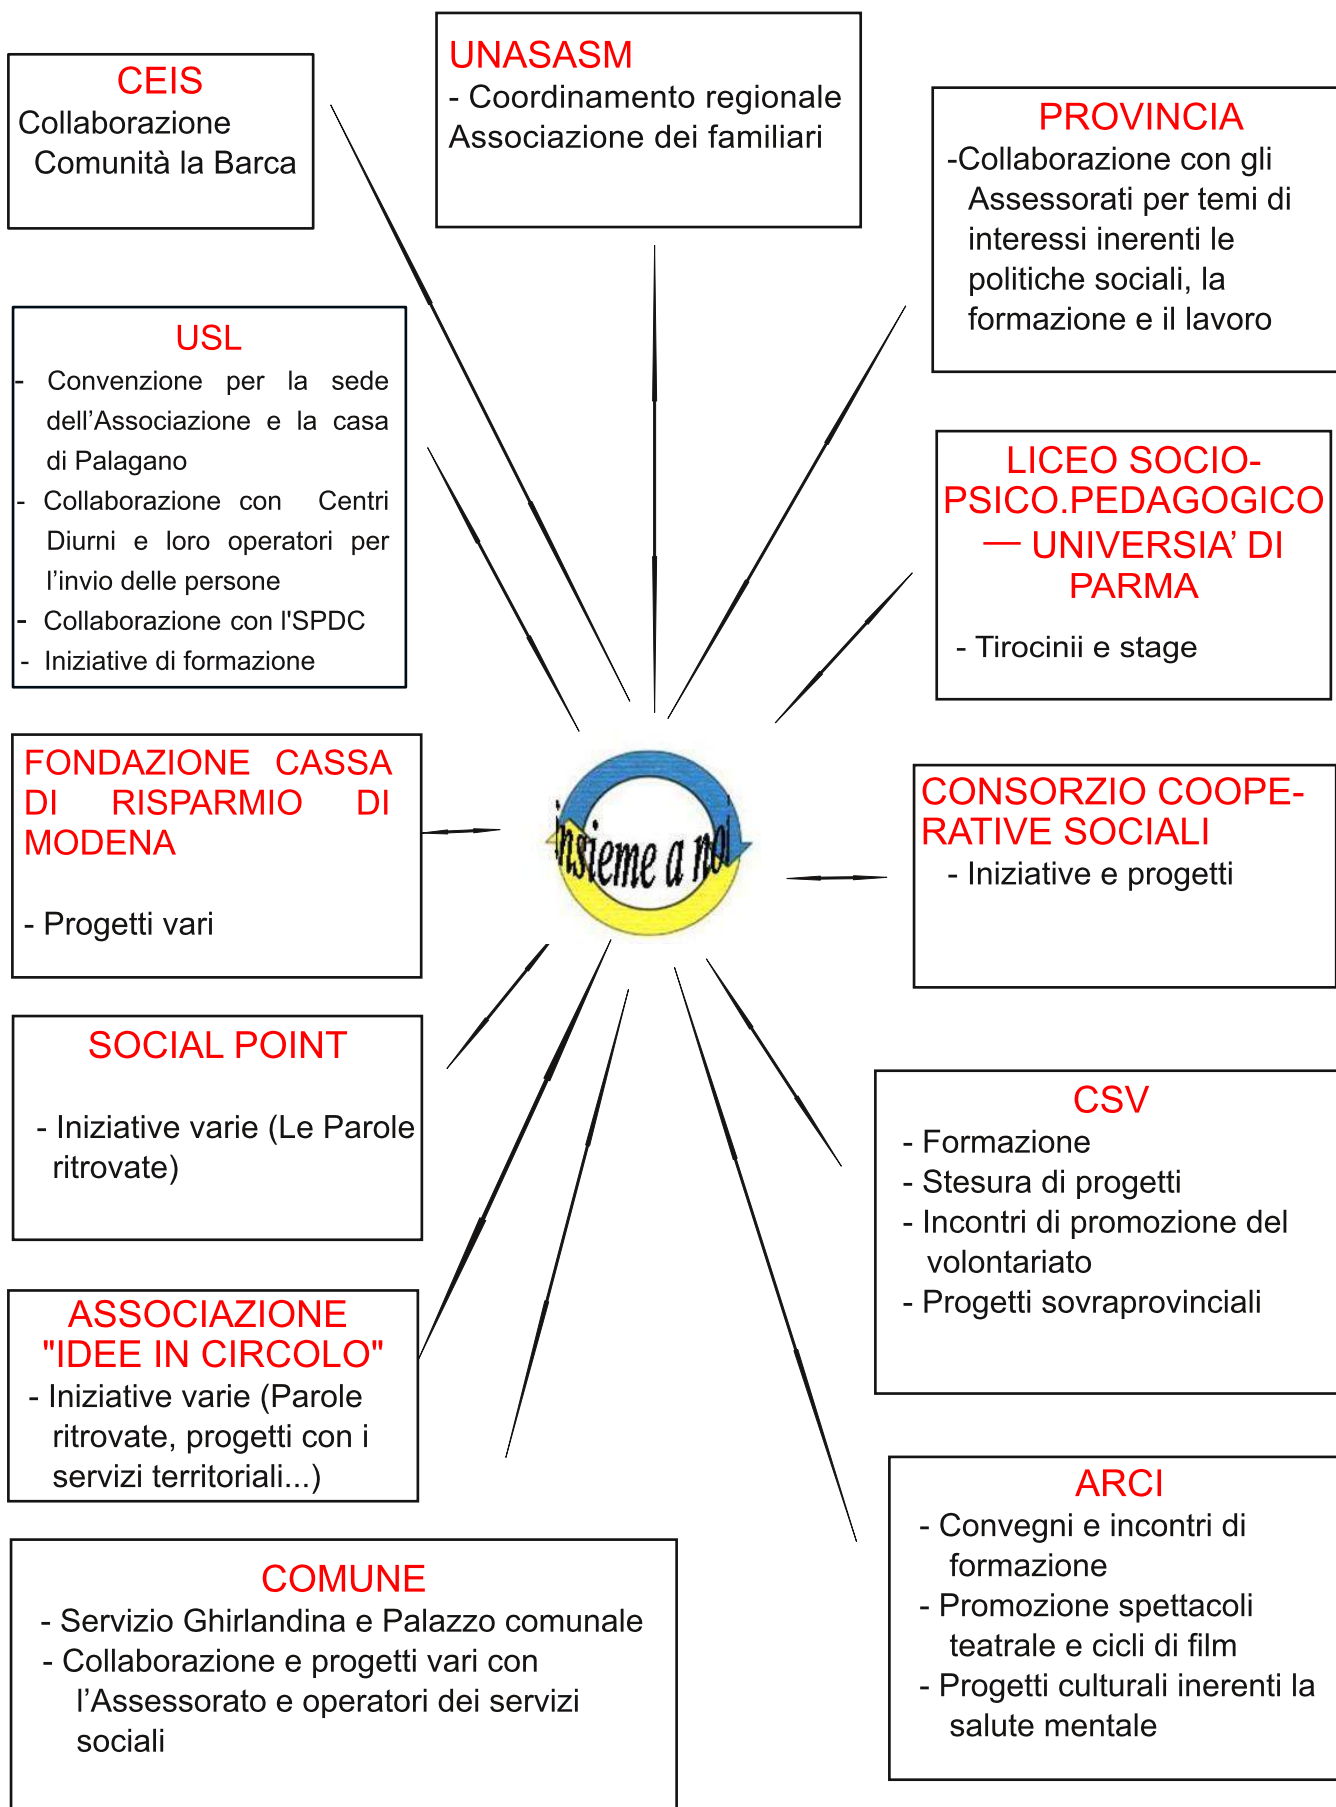 CEIS
Collaborazione
Comunità la Barca
UNASASM
- Coordinamento regionale
Associazione dei familiari
PROVINCIA
-Collaborazione con gli
Assessorati per temi di
interessi inerenti le
politiche sociali, la
formazione e il lavoro
USL
- Convenzione per la sede
dell’Associazione e la casa
di Palagano
- Collaborazione con Centri
Diurni e loro operatori per
l’invio delle persone
- Collaborazione con l'SPDC
- Iniziative di formazione
LICEO SOCIO-
PSICO.PEDAGOGICO
— UNIVERSIA’ DI
PARMA
- Tirocinii e stage
FONDAZIONE CASSA
DI RISPARMIO DI
MODENA
- Progetti vari
insieme a noi
CONSORZIO COOPE-
RATIVE SOCIALI
- Iniziative e progetti
SOCIAL POINT
- Iniziative varie (Le Parole
ritrovate)
CSV
- Formazione
- Stesura di progetti
- Incontri di promozione del
volontariato
- Progetti sovraprovinciali
ASSOCIAZIONE
"IDEE IN CIRCOLO"
- Iniziative varie (Parole
ritrovate, progetti con i
servizi territoriali...)
ARCI
- Convegni e incontri di
formazione
- Promozione spettacoli
teatrale e cicli di film
- Progetti culturali inerenti la
salute mentale
COMUNE
- Servizio Ghirlandina e Palazzo comunale
- Collaborazione e progetti vari con
l’Assessorato e operatori dei servizi
sociali